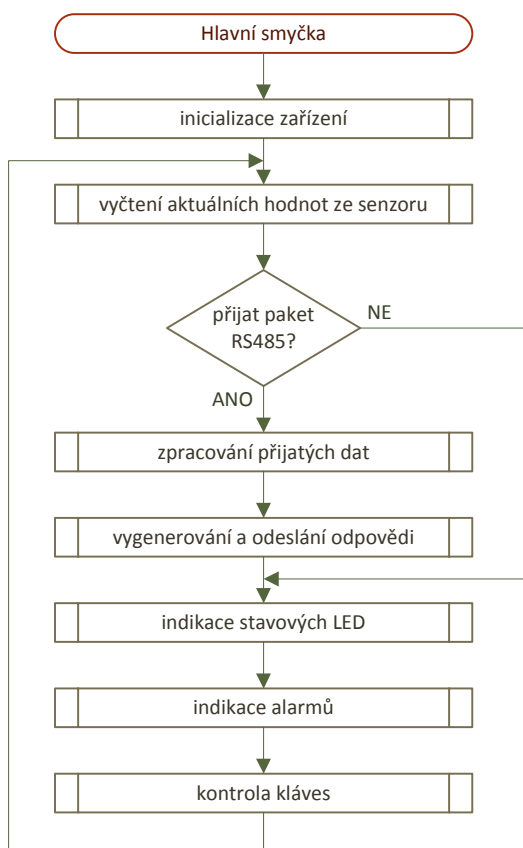 Hlavní smyčka
inicializace zařízení
vyčtení aktuálních hodnot ze senzoru
přijat paket
RS485?
NE
ANO
zpracování přijatých dat
vygenerování a odeslání odpovědi
indikace stavových LED
indikace alarmů
kontrola kláves